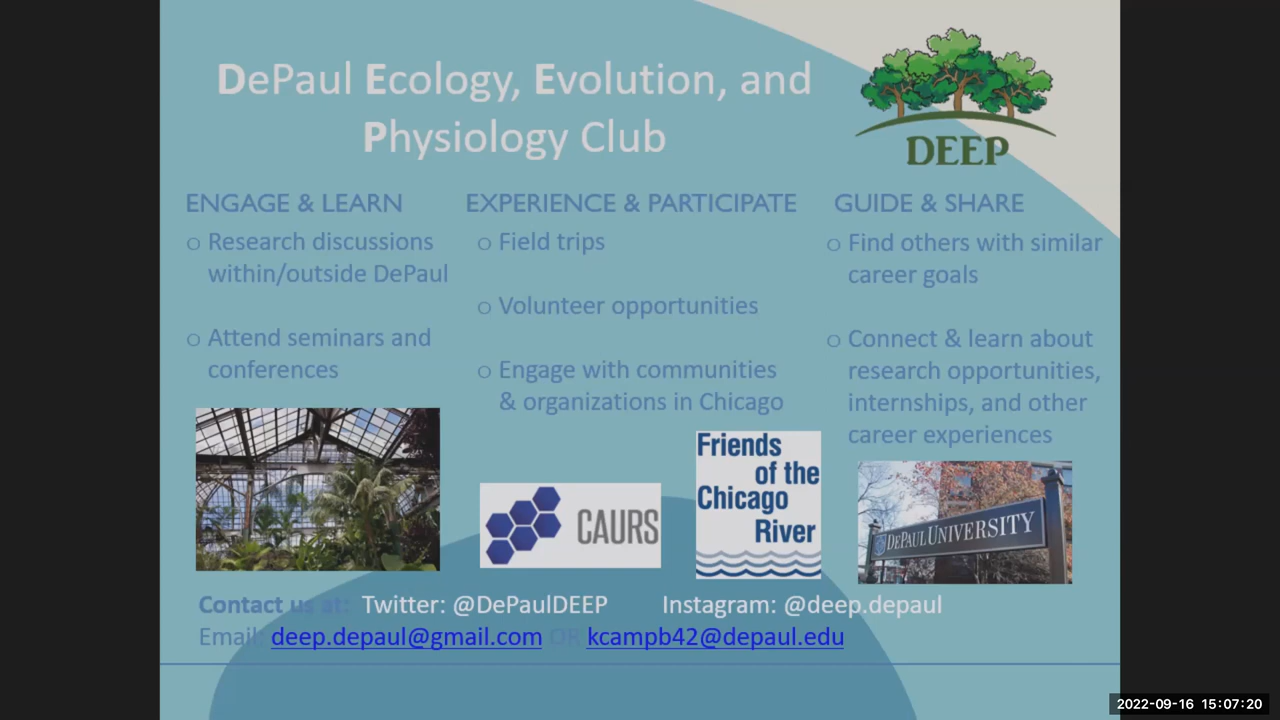 DePaul Ecology, Evolution, and
Physiology Club
DEEP
ENGAGE & LEARN
o Research discussions
within/outside DePaul
o Attend seminars and
conferences
EXPERIENCE & PARTICIPATE
o Field trips
o Volunteer opportunities
o Engage with communities
& organizations in Chicago
GUIDE & SHARE
o Find others with similar
career goals
o Connect & learn about
research opportunities,
internships, and other
career experiences
CAURS
Friends
of the
Chicago
River
DEPAUL UNIVERSITY
Contact us at: Twitter: @DePaulDEEP Instagram: @deep.depaul
Email: deep.depaul@gmail.com OR kcampb42@depaul.edu
2022-09-16 15:07:20